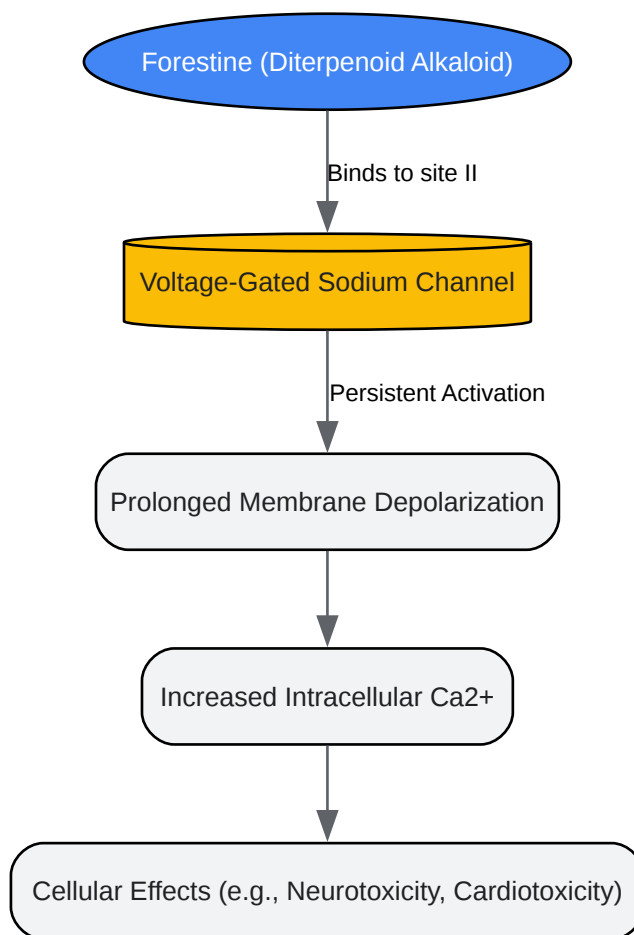 Forestine (Diterpenoid Alkaloid)
Binds to site II
Voltage-Gated Sodium Channel
Persistent Activation
Prolonged Membrane Depolarization
Increased Intracellular Ca2+
Cellular Effects (e.g., Neurotoxicity, Cardiotoxicity)